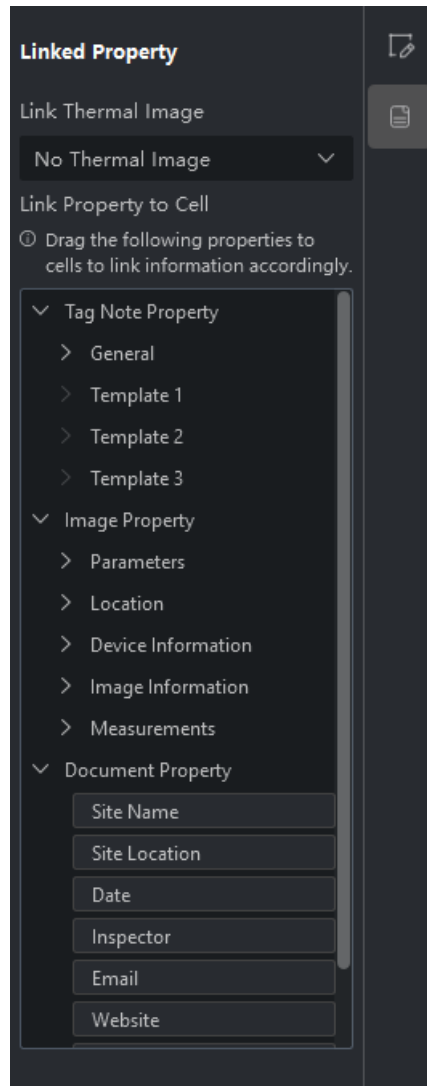 Linked Property
Link Thermal Image
No Thermal Image
Link Property to Cell
Drag the following properties to
cells to link information accordingly.
Tag Note Property
General
Template 1
Template 2
Template 3
Image Property
Parameters
Location
Device Information
Image Information
Measurements
Document Property
Site Name
Site Location
Date
Inspector
Email
Website